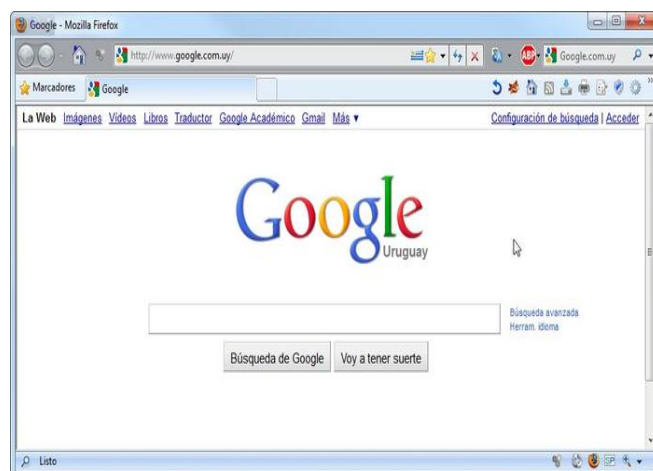 Google - Mozilla Firefox
http://www.google.com.uy/
ABP
Google.com.uy
Marcadores
Google
La Web Imágenes Vídeos Libros Traductor Google Académico Gmail Más ▼
Configuración de búsqueda | Acceder
Google
Uruguay
Búsqueda avanzada
Herram. idioma
Búsqueda de Google
Voy a tener suerte
Listo